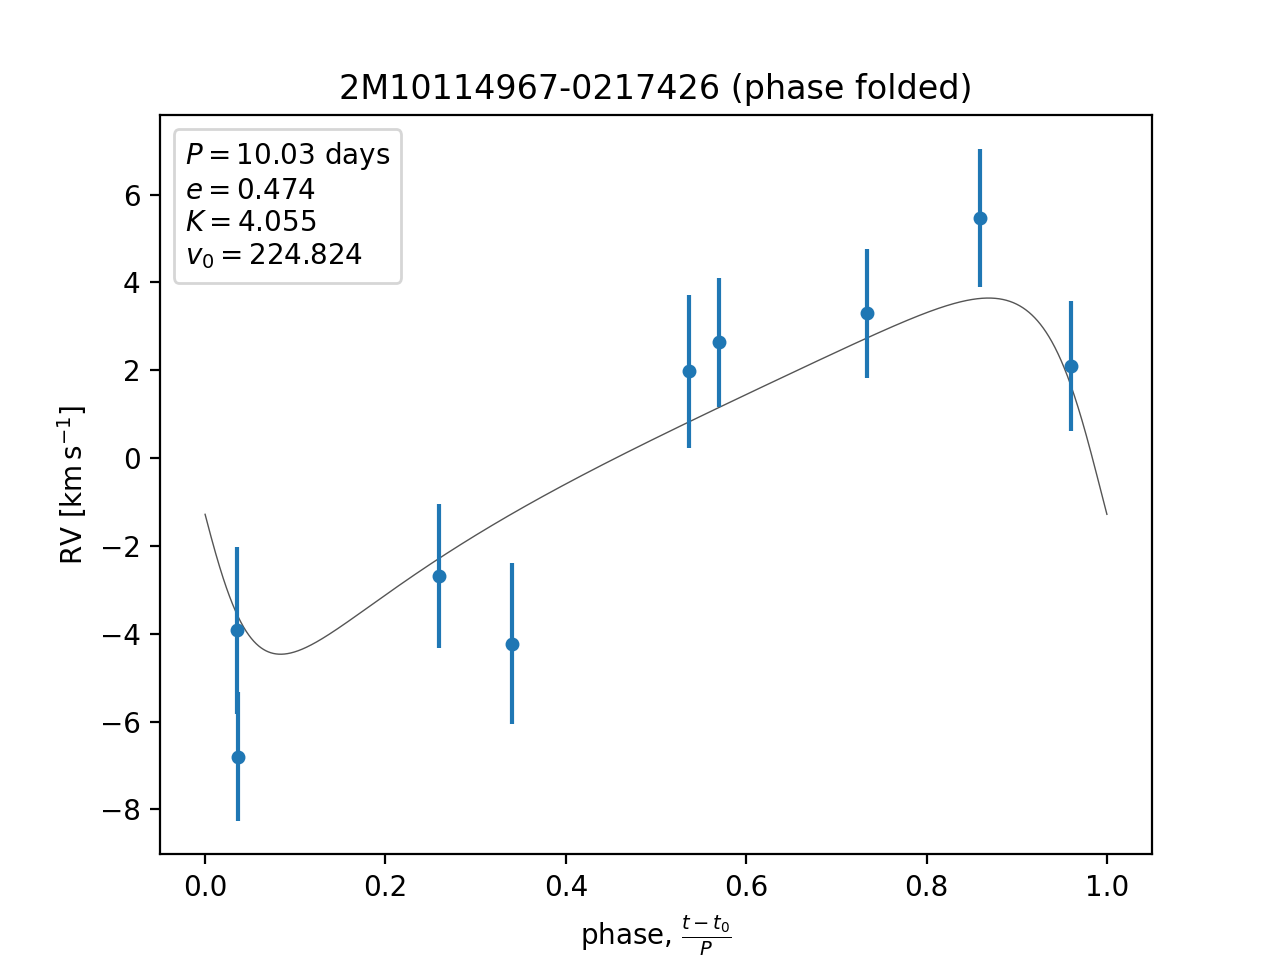 2M10114967-0217426 (phase folded)
P = 10.03 days
e = 0.474
K = 4.055
v₀ = 224.824
RV [km s⁻¹]
6
4
2
0
−2
−4
−6
−8
0.0 0.2 0.4 0.6 0.8 1.0
phase, (t − t₀)/P